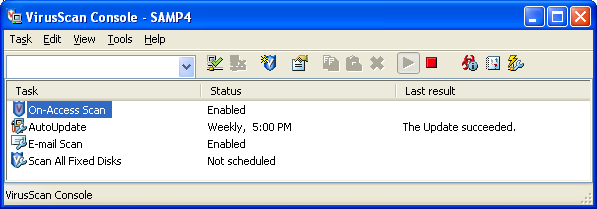 VirusScan Console - SAMP4
Task Edit View Tools Help
Task Status Last result
On-Access Scan Enabled
AutoUpdate Weekly, 5:00 PM The Update succeeded.
E-mail Scan Enabled
Scan All Fixed Disks Not scheduled
VirusScan Console